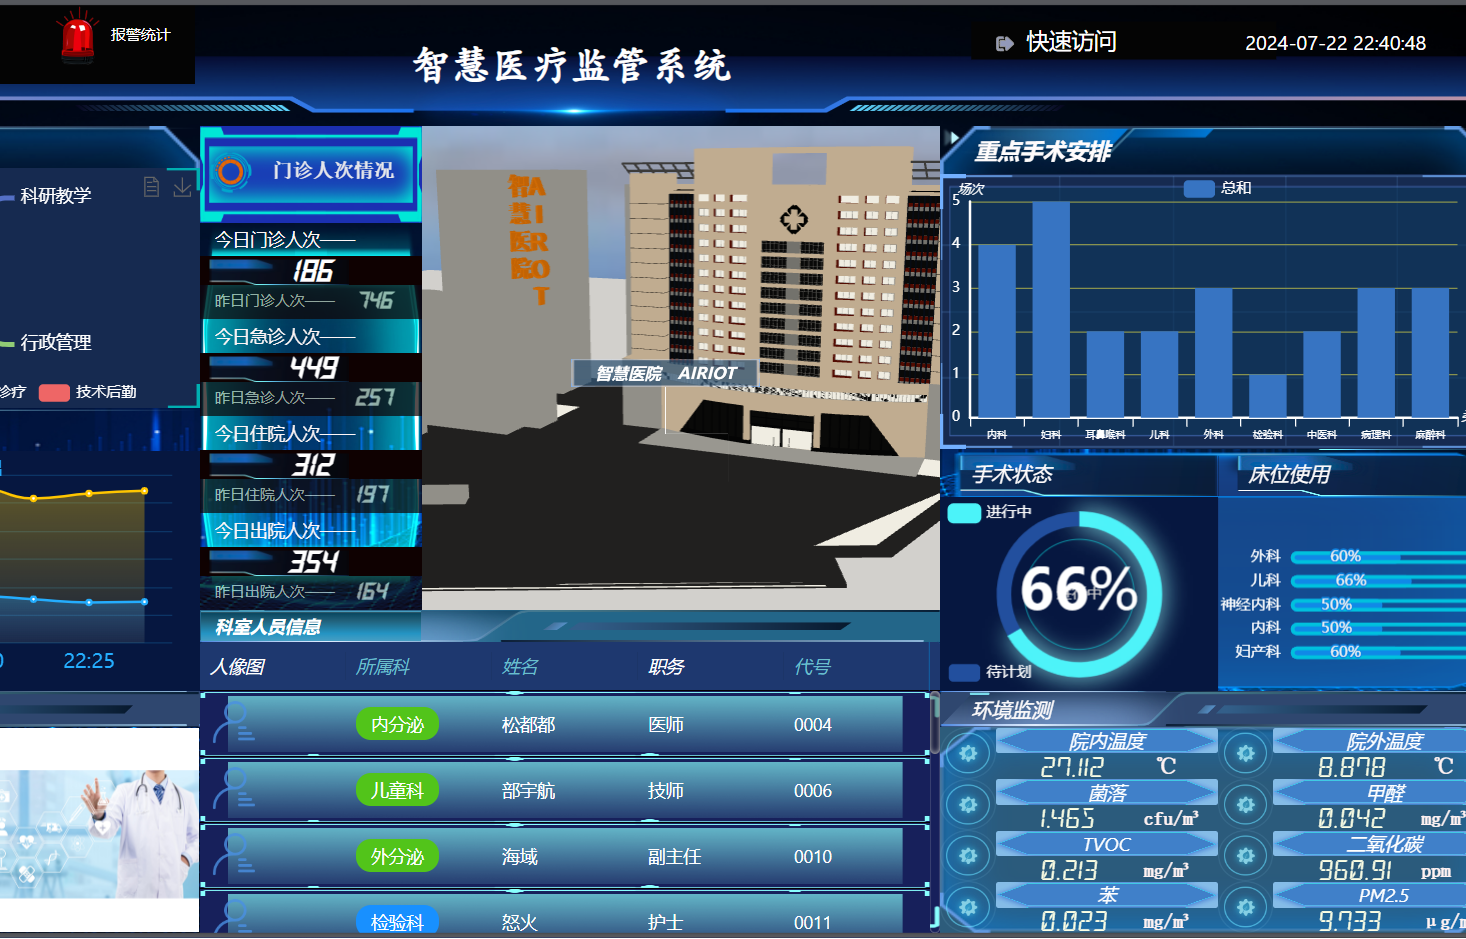 报警统计
智慧医疗监管系统
快速访问
2024-07-22 22:40:48
科研教学
行政管理
诊疗
技术后勤
22:25
门诊人次情况
今日门诊人次——
186
昨日门诊人次——
746
今日急诊人次——
449
昨日急诊人次——
257
今日住院人次——
312
昨日住院人次——
197
今日出院人次——
354
昨日出院人次——
164
智慧医院
AIROT
智慧医院 AIRIOT
重点手术安排
场次
总和
5
4
3
2
1
0
内科 妇科 耳鼻喉科 儿科 外科 检验科 中医科 病理科 麻醉科
手术状态
进行中
66%
待计划
床位使用
外科 60%
儿科 66%
神经内科 50%
内科 50%
妇产科 60%
科室人员信息
人像图 所属科 姓名 职务 代号
内分泌 松都都 医师 0004
儿童科 部宇航 技师 0006
外分泌 海域 副主任 0010
检验科 怒火 护士 0011
环境监测
院内温度
27.112 ℃
院外温度
8.878 ℃
菌落
1.465 cfu/m³
甲醛
0.042 mg/m³
TVOC
0.213 mg/m³
二氧化碳
960.91 ppm
苯
0.023 mg/m³
PM2.5
9.733 μg/m